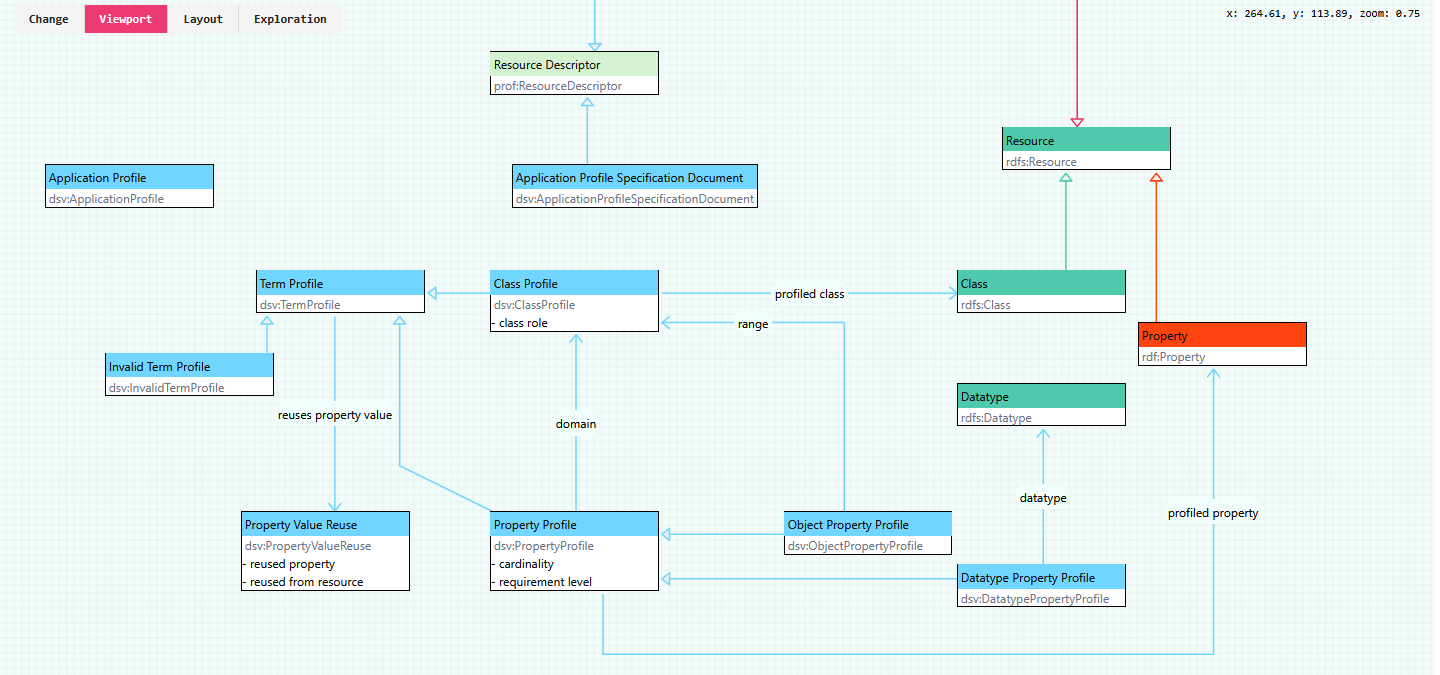 Change
Viewport
Layout
Exploration
x: 264.61, y: 113.89, zoom: 0.75
Resource Descriptor
prof:ResourceDescriptor
Resource
rdfs:Resource
Application Profile
dsv:ApplicationProfile
Application Profile Specification Document
dsv:ApplicationProfileSpecificationDocument
Term Profile
dsv:TermProfile
Class Profile
dsv:ClassProfile
- class role
profiled class
Class
rdfs:Class
range
Property
rdf:Property
Invalid Term Profile
dsv:InvalidTermProfile
reuses property value
domain
Datatype
rdfs:Datatype
datatype
profiled property
Property Value Reuse
dsv:PropertyValueReuse
- reused property
- reused from resource
Property Profile
dsv:PropertyProfile
- cardinality
- requirement level
Object Property Profile
dsv:ObjectPropertyProfile
Datatype Property Profile
dsv:DatatypePropertyProfile